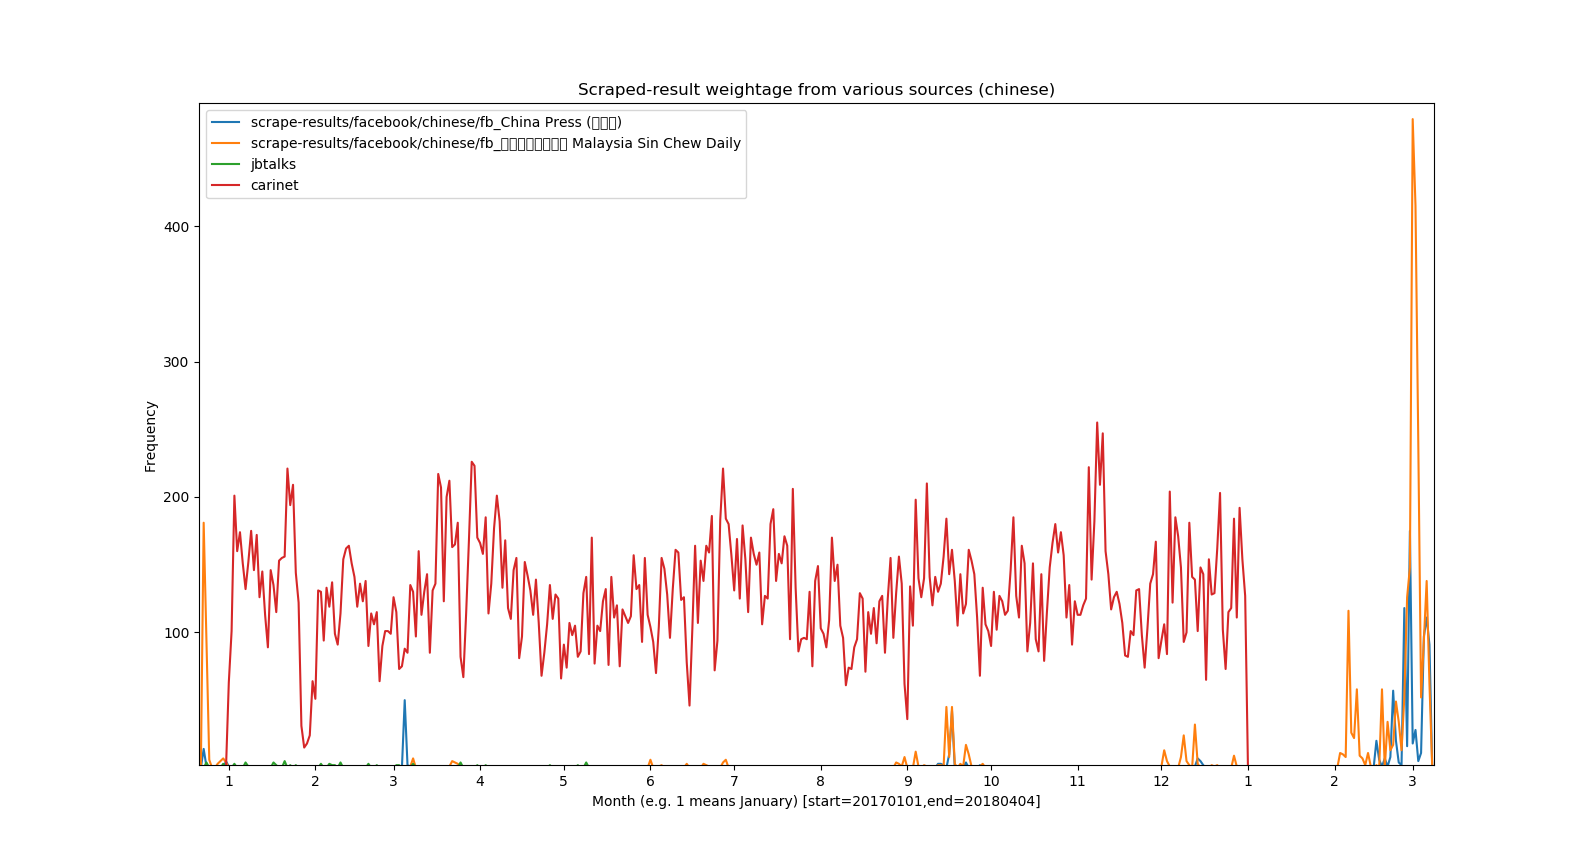 Scraped-result weightage from various sources (chinese)
scrape-results/facebook/chinese/fb_China Press (□□□)
scrape-results/facebook/chinese/fb_□□□□□□□□ Malaysia Sin Chew Daily
jbtalks
carinet
Frequency
400
300
200
100
1 2 3 4 5 6 7 8 9 10 11 12 1 2 3
Month (e.g. 1 means January) [start=20170101,end=20180404]